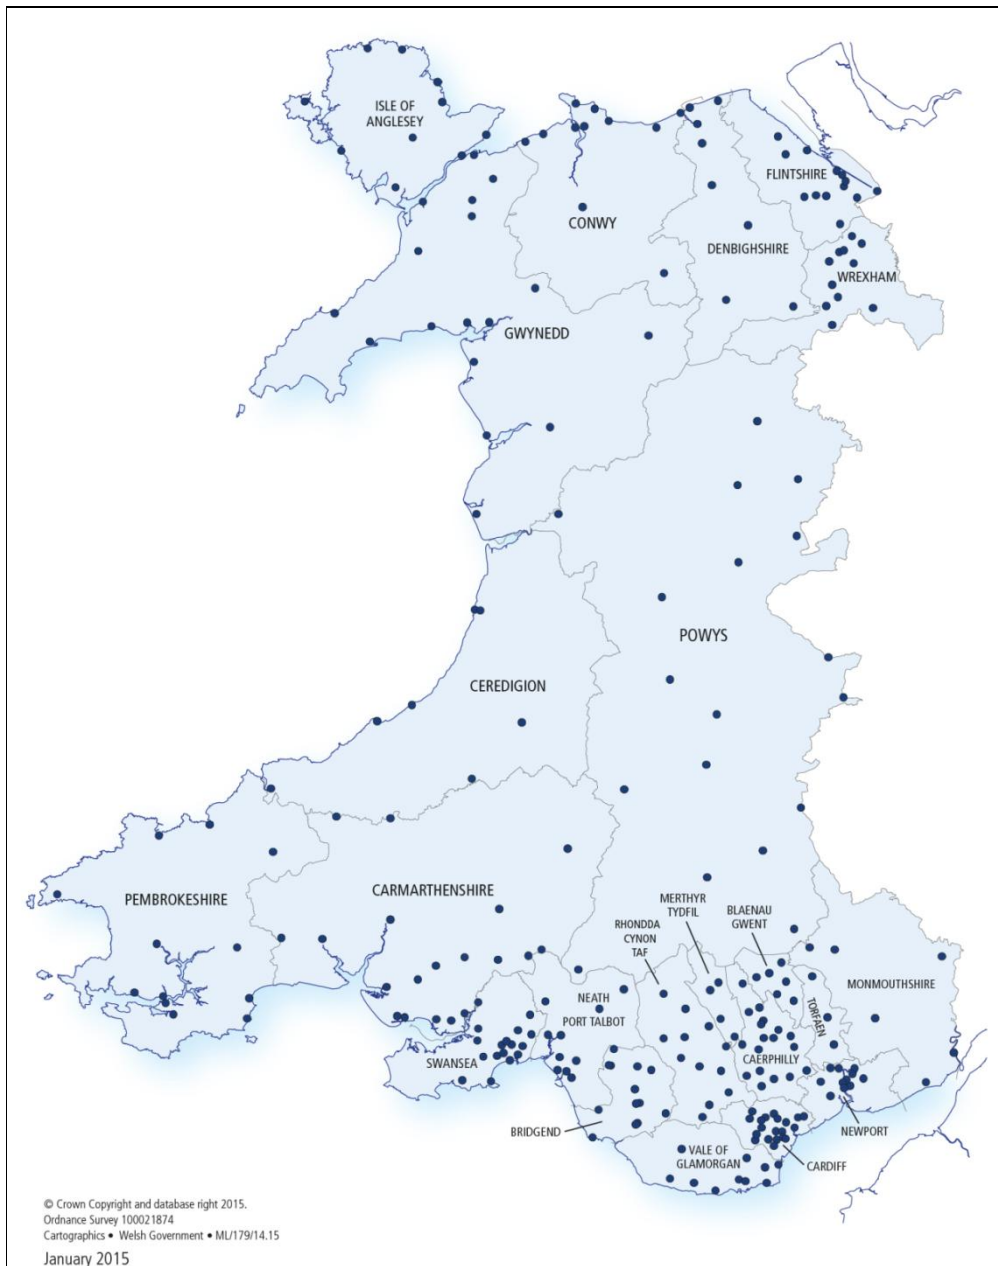 ISLE OF
ANGLESEY
FLINTSHIRE
CONWY
DENBIGHSHIRE
WREXHAM
GWYNEDD
POWYS
CEREDIGION
PEMBROKESHIRE
CARMARTHENSHIRE
MERTHYR
TYDFIL
BLAENAU
GWENT
RHONDDA
CYNON
TAF
MONMOUTHSHIRE
NEATH
PORT TALBOT
TORFAEN
CAERPHILLY
SWANSEA
BRIDGEND
NEWPORT
VALE OF
GLAMORGAN
CARDIFF
© Crown Copyright and database right 2015.
Ordnance Survey 100021874
Cartographics • Welsh Government • ML/179/14.15
January 2015